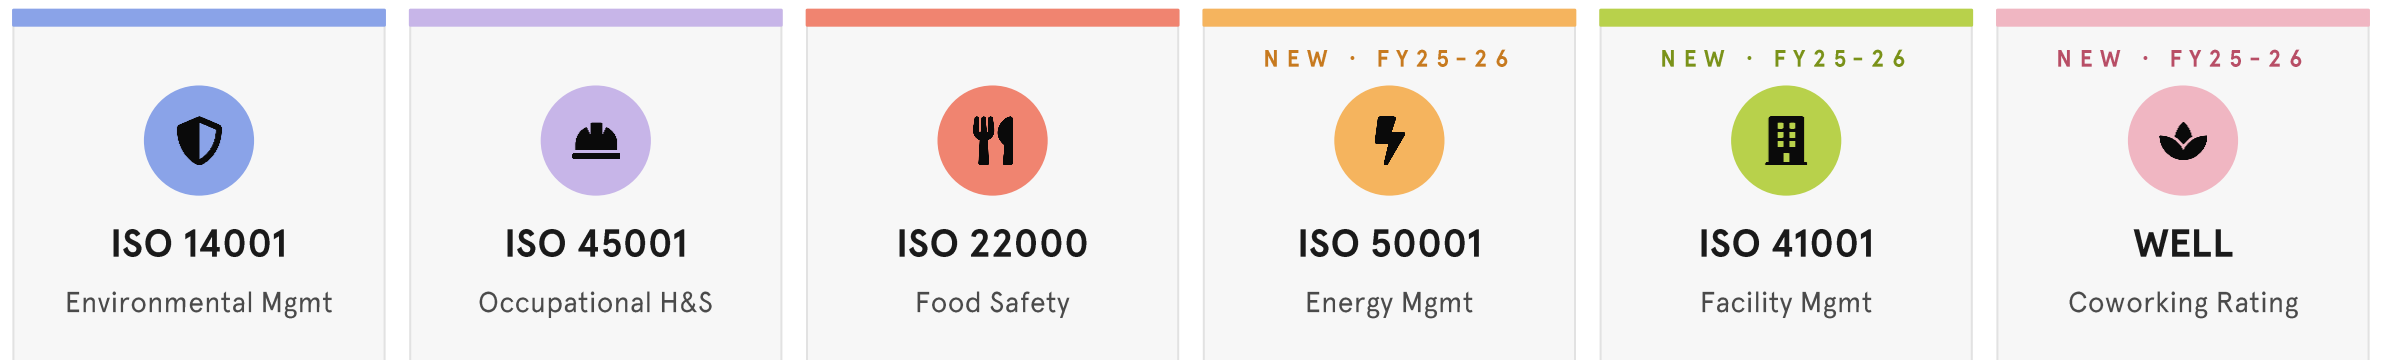 ISO 14001
Environmental Mgmt
ISO 45001
Occupational H&S
ISO 22000
Food Safety
NEW · FY25-26
ISO 50001
Energy Mgmt
NEW · FY25-26
ISO 41001
Facility Mgmt
NEW · FY25-26
WELL
Coworking Rating